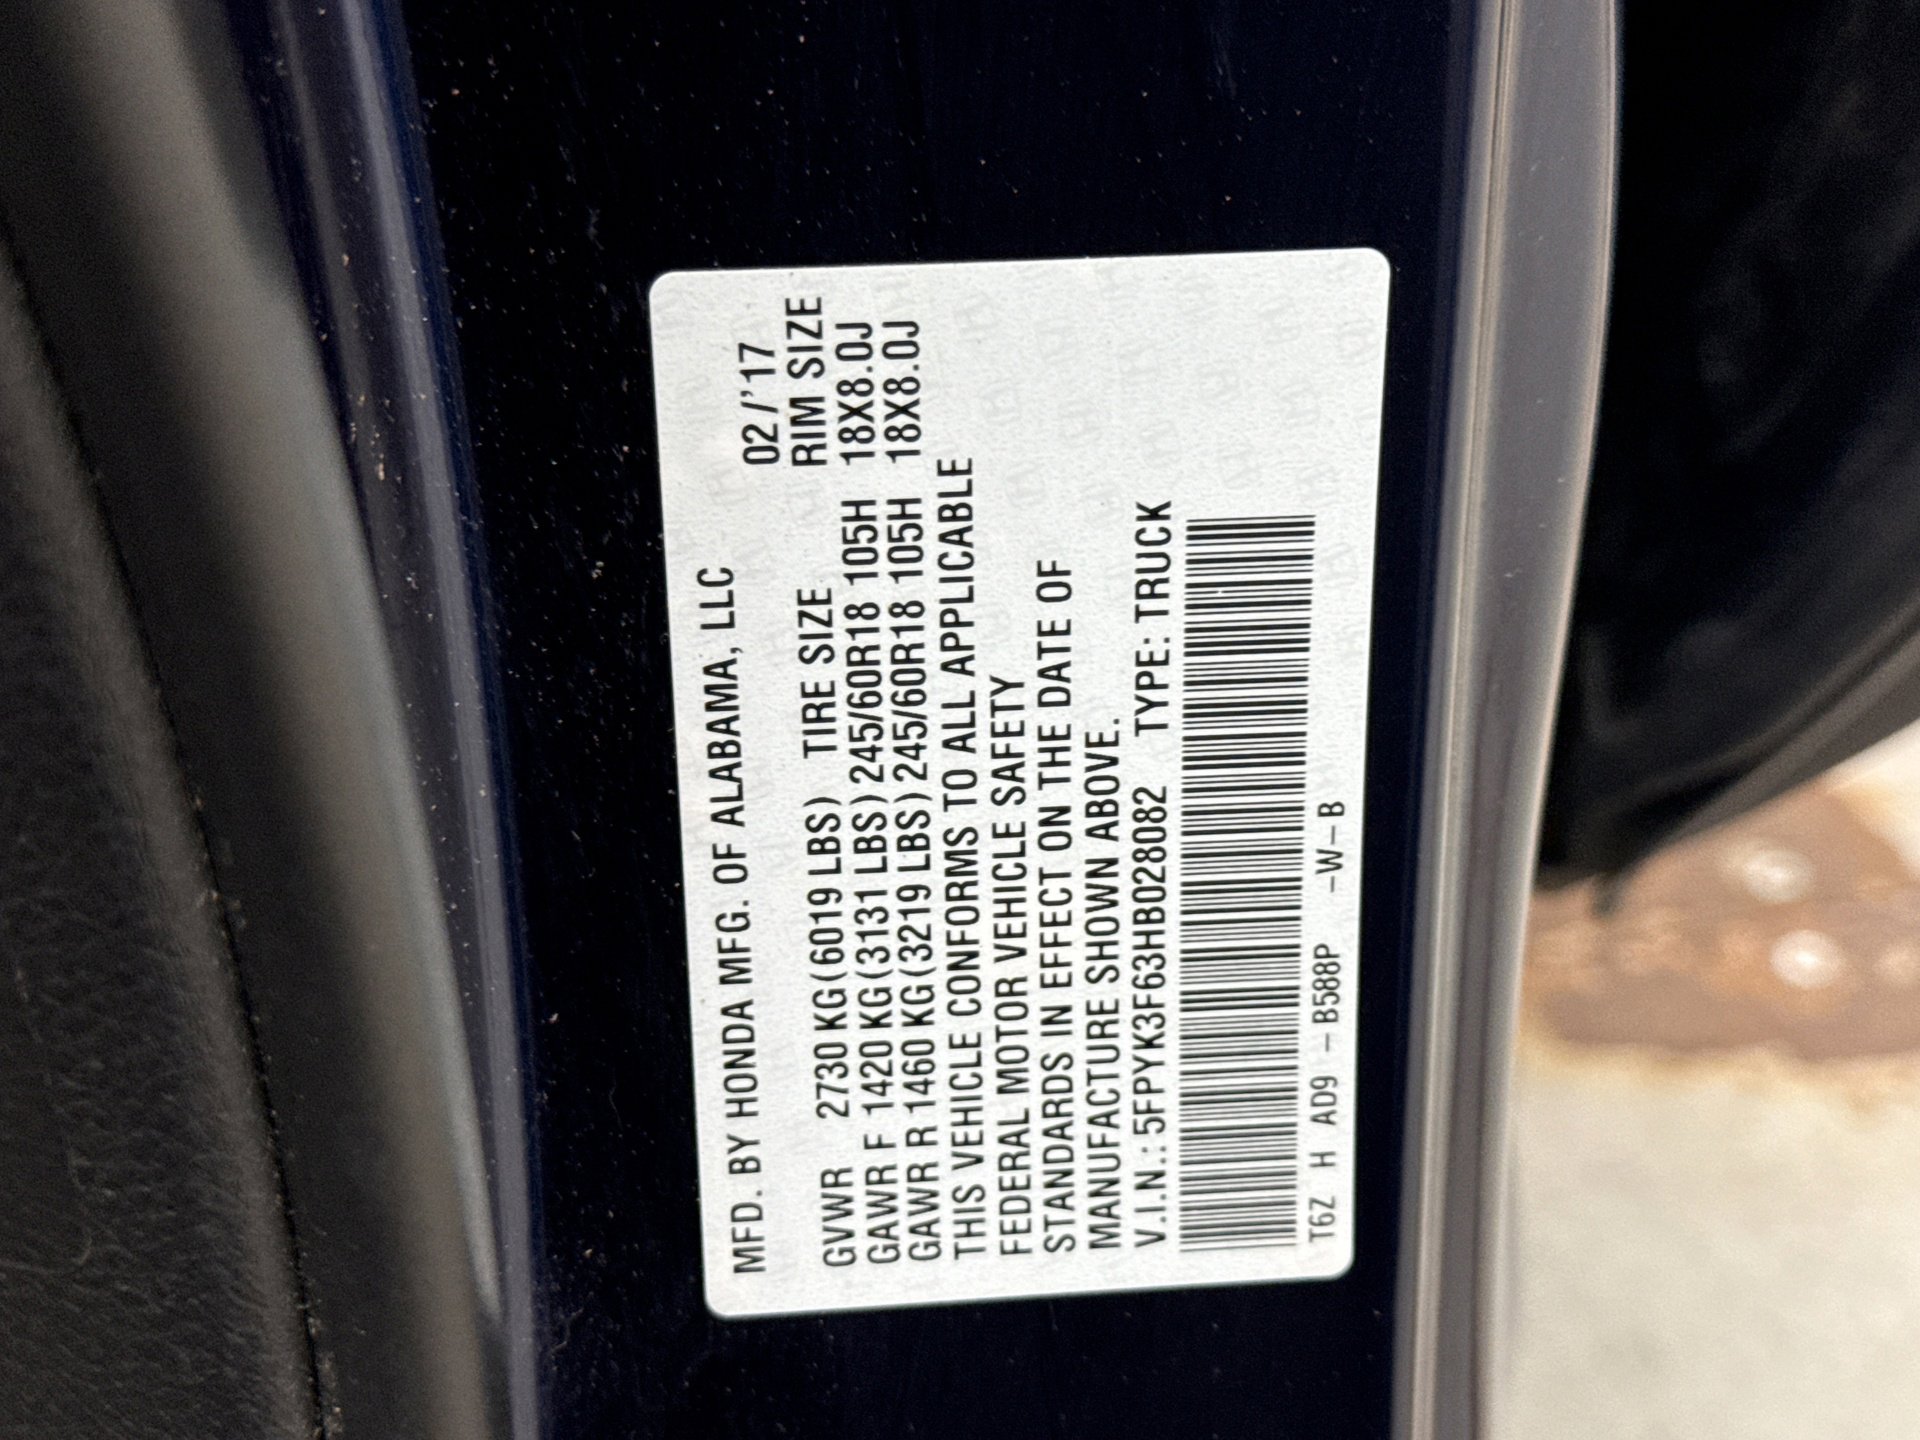 MFD. BY HONDA MFG. OF ALABAMA, LLC
02/'17
TIRE SIZE RIM SIZE
GVWR 2730 KG(6019 LBS)
GAWR F 1420 KG(3131 LBS) 245/60R18 105H 18X8.0J
GAWR R 1460 KG(3219 LBS) 245/60R18 105H 18X8.0J
THIS VEHICLE CONFORMS TO ALL APPLICABLE
FEDERAL MOTOR VEHICLE SAFETY
STANDARDS IN EFFECT ON THE DATE OF
MANUFACTURE SHOWN ABOVE.
V.I.N.: 5FPYK3F63HB028082 TYPE: TRUCK
T6Z H AD9 -B588P -W-B